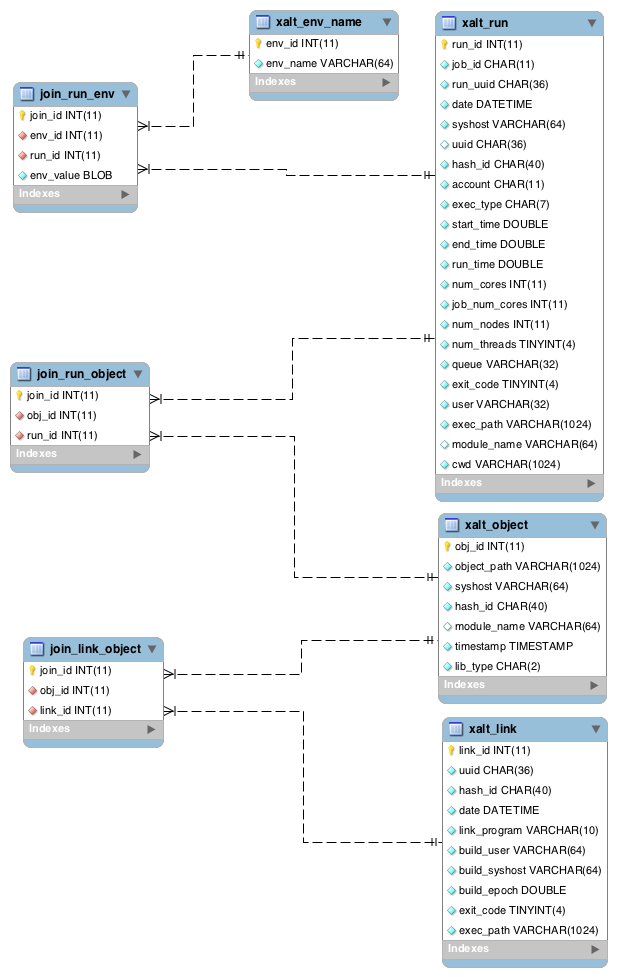 xalt_env_name
env_id INT(11)
env_name VARCHAR(64)
Indexes
xalt_run
run_id INT(11)
job_id CHAR(11)
run_uuid CHAR(36)
date DATETIME
syshost VARCHAR(64)
uuid CHAR(36)
hash_id CHAR(40)
account CHAR(11)
exec_type CHAR(7)
start_time DOUBLE
end_time DOUBLE
run_time DOUBLE
num_cores INT(11)
job_num_cores INT(11)
num_nodes INT(11)
num_threads TINYINT(4)
queue VARCHAR(32)
exit_code TINYINT(4)
user VARCHAR(32)
exec_path VARCHAR(1024)
module_name VARCHAR(64)
cwd VARCHAR(1024)
Indexes
join_run_env
join_id INT(11)
env_id INT(11)
run_id INT(11)
env_value BLOB
Indexes
join_run_object
join_id INT(11)
obj_id INT(11)
run_id INT(11)
Indexes
xalt_object
obj_id INT(11)
object_path VARCHAR(1024)
syshost VARCHAR(64)
hash_id CHAR(40)
module_name VARCHAR(64)
timestamp TIMESTAMP
lib_type CHAR(2)
Indexes
join_link_object
join_id INT(11)
obj_id INT(11)
link_id INT(11)
Indexes
xalt_link
link_id INT(11)
uuid CHAR(36)
hash_id CHAR(40)
date DATETIME
link_program VARCHAR(10)
build_user VARCHAR(64)
build_syshost VARCHAR(64)
build_epoch DOUBLE
exit_code TINYINT(4)
exec_path VARCHAR(1024)
Indexes